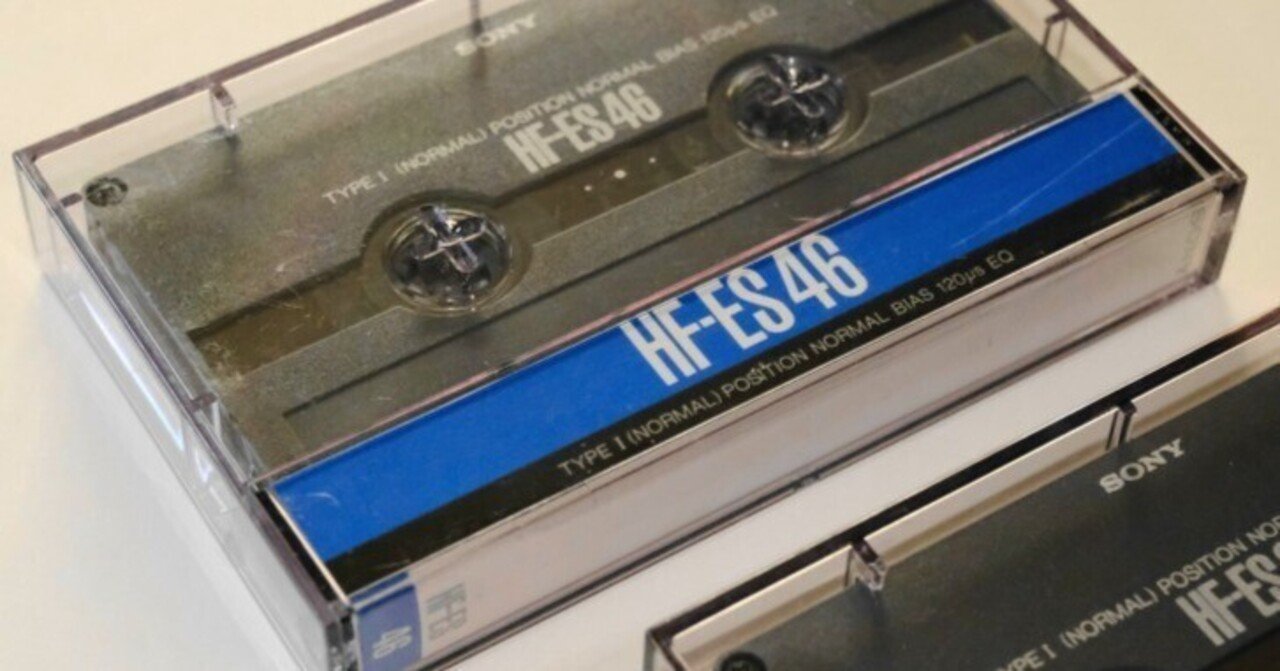 SONY
TYPE I (NORMAL) POSITION NORMAL BIAS 120μs EQ
HF-ES 46
HF-ES 46
TYPE I (NORMAL) POSITION NORMAL BIAS 120μs EQ
46
SONY
TYPE I (NORMAL) POSITION NOR
HF-ES